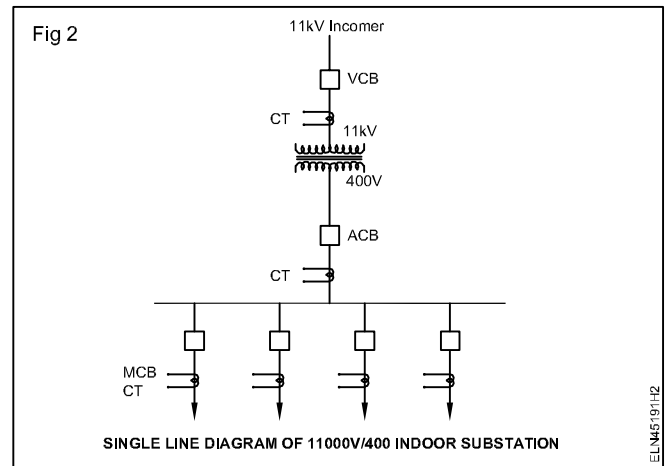 Fig 2
11kV Incomer
VCB
CT
11kV
400V
ACB
CT
MCB
CT
SINGLE LINE DIAGRAM OF 11000V/400 INDOOR SUBSTATION
ELN45191H2